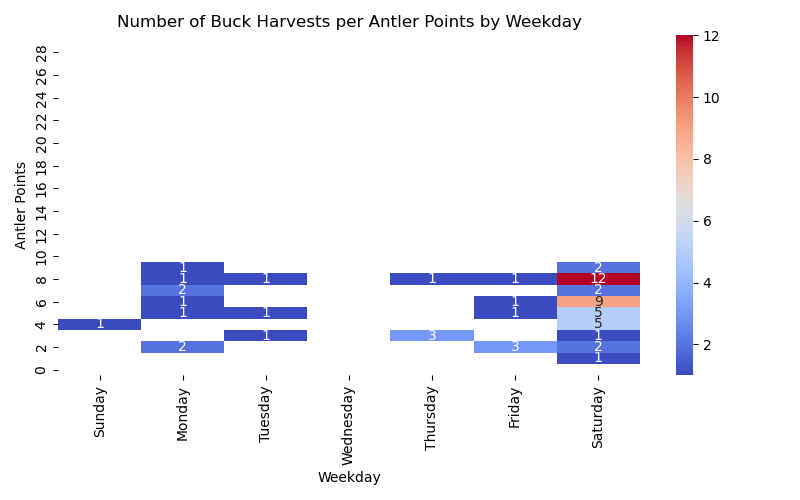 Number of Buck Harvests per Antler Points by Weekday
Antler Points
28
26
24
22
20
18
16
14
12
10
8
6
4
2
0
1 2
1 1 1 1 12
2 2
1 1 9
1 1 1 5
1 5
1 3 1
2 3 2
1
Sunday
Monday
Tuesday
Wednesday
Thursday
Friday
Saturday
Weekday
12
10
8
6
4
2